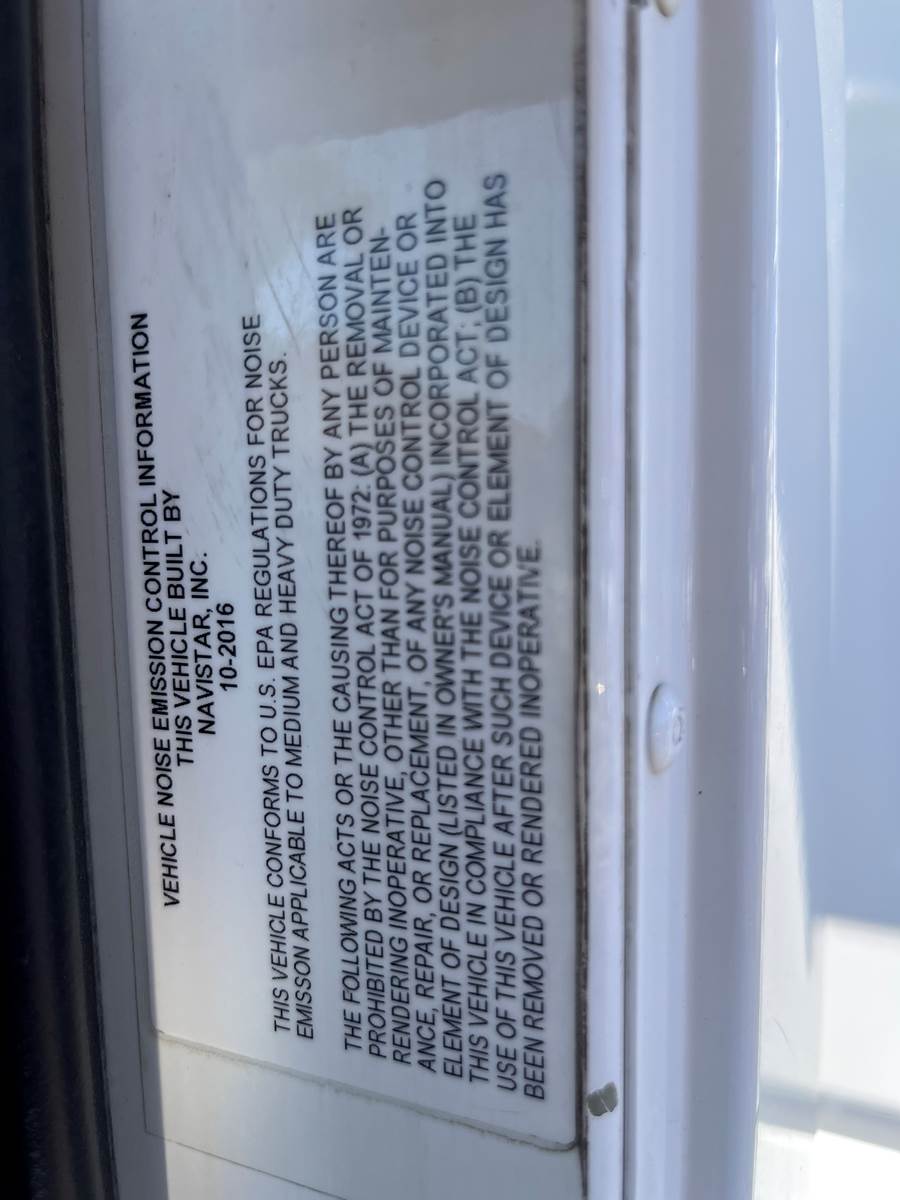 VEHICLE NOISE EMISSION CONTROL INFORMATION
THIS VEHICLE BUILT BY
NAVISTAR, INC.
10-2016
THIS VEHICLE CONFORMS TO U.S. EPA REGULATIONS FOR NOISE
EMISSON APPLICABLE TO MEDIUM AND HEAVY DUTY TRUCKS.
THE FOLLOWING ACTS OR THE CAUSING THEREOF BY ANY PERSON ARE
PROHIBITED BY THE NOISE CONTROL ACT OF 1972: (A) THE REMOVAL OR
RENDERING INOPERATIVE, OTHER THAN FOR PURPOSES OF MAINTEN-
ANCE, REPAIR, OR REPLACEMENT, OF ANY NOISE CONTROL DEVICE OR
ELEMENT OF DESIGN (LISTED IN OWNER'S MANUAL) INCORPORATED INTO
THIS VEHICLE IN COMPLIANCE WITH THE NOISE CONTROL ACT; (B) THE
USE OF THIS VEHICLE AFTER SUCH DEVICE OR ELEMENT OF DESIGN HAS
BEEN REMOVED OR RENDERED INOPERATIVE.